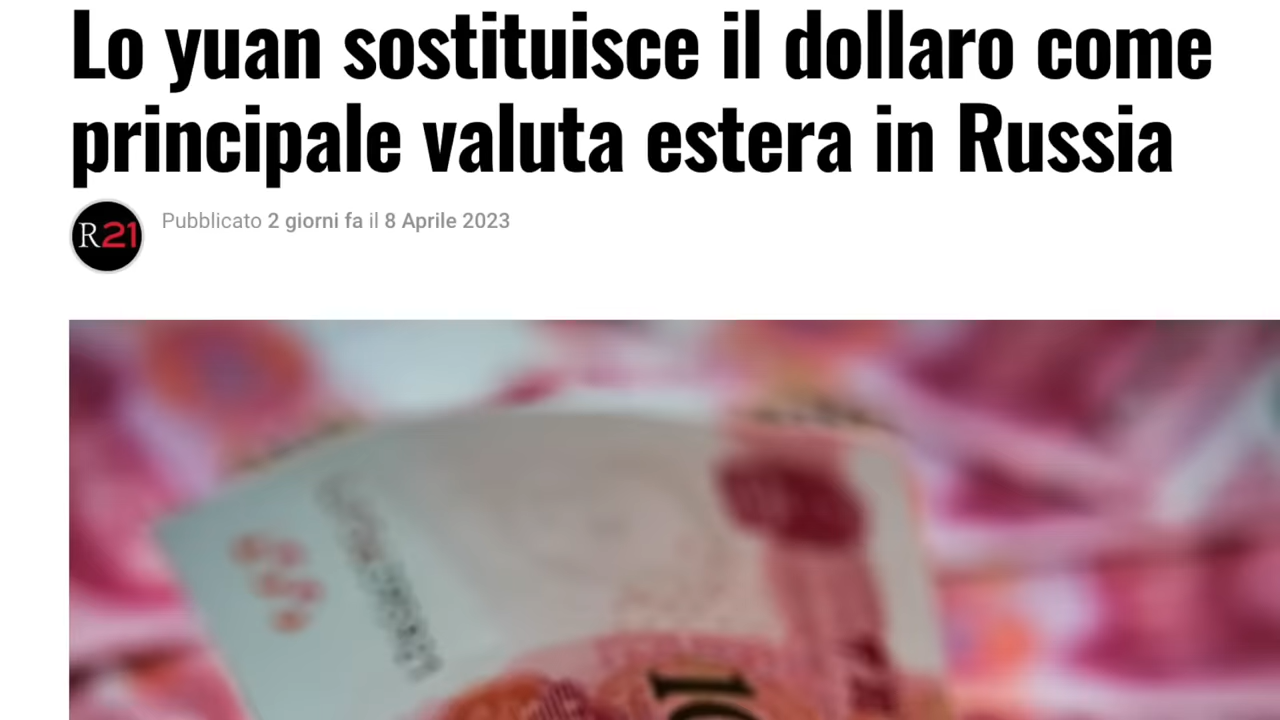 Lo yuan sostituisce il dollaro come
principale valuta estera in Russia
R21
Pubblicato 2 giorni fa il 8 Aprile 2023
10